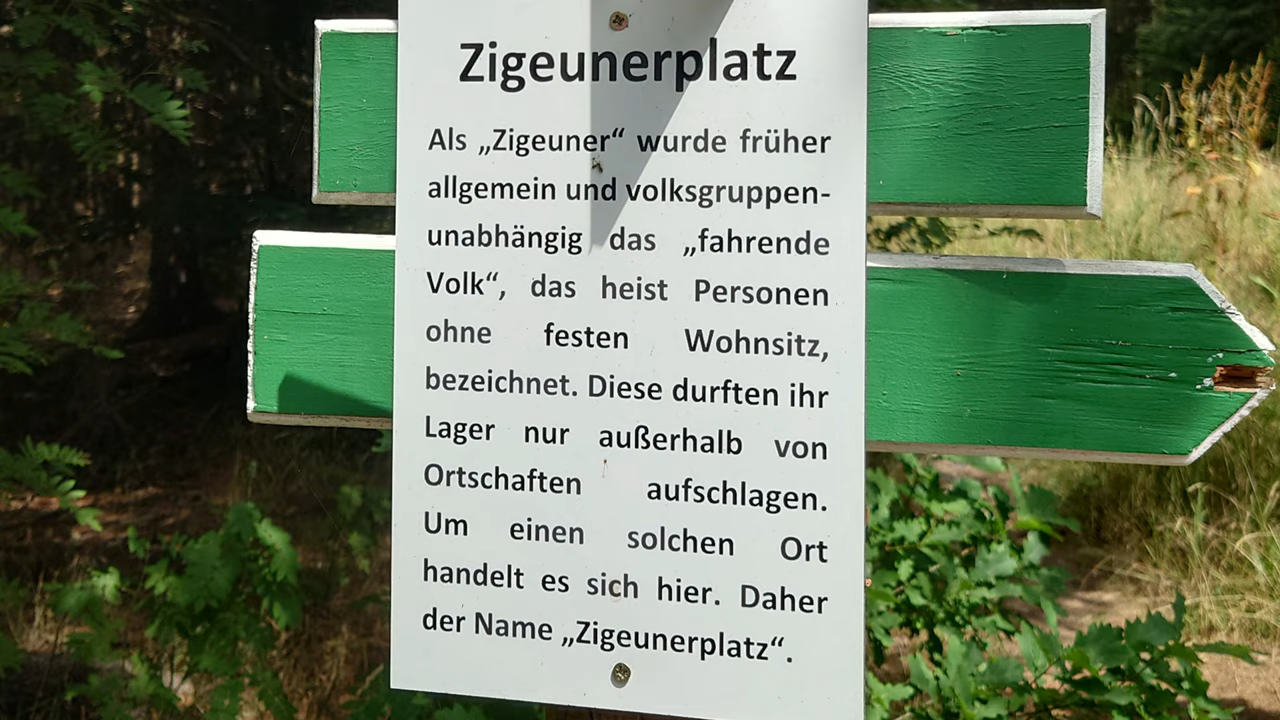 Zigeunerplatz
Als „Zigeuner“ wurde früher
allgemein und volksgruppen-
unabhängig das „fahrende
Volk“, das heist Personen
ohne festen Wohnsitz,
bezeichnet. Diese durften ihr
Lager nur außerhalb von
Ortschaften aufschlagen.
Um einen solchen Ort
handelt es sich hier. Daher
der Name „Zigeunerplatz“.